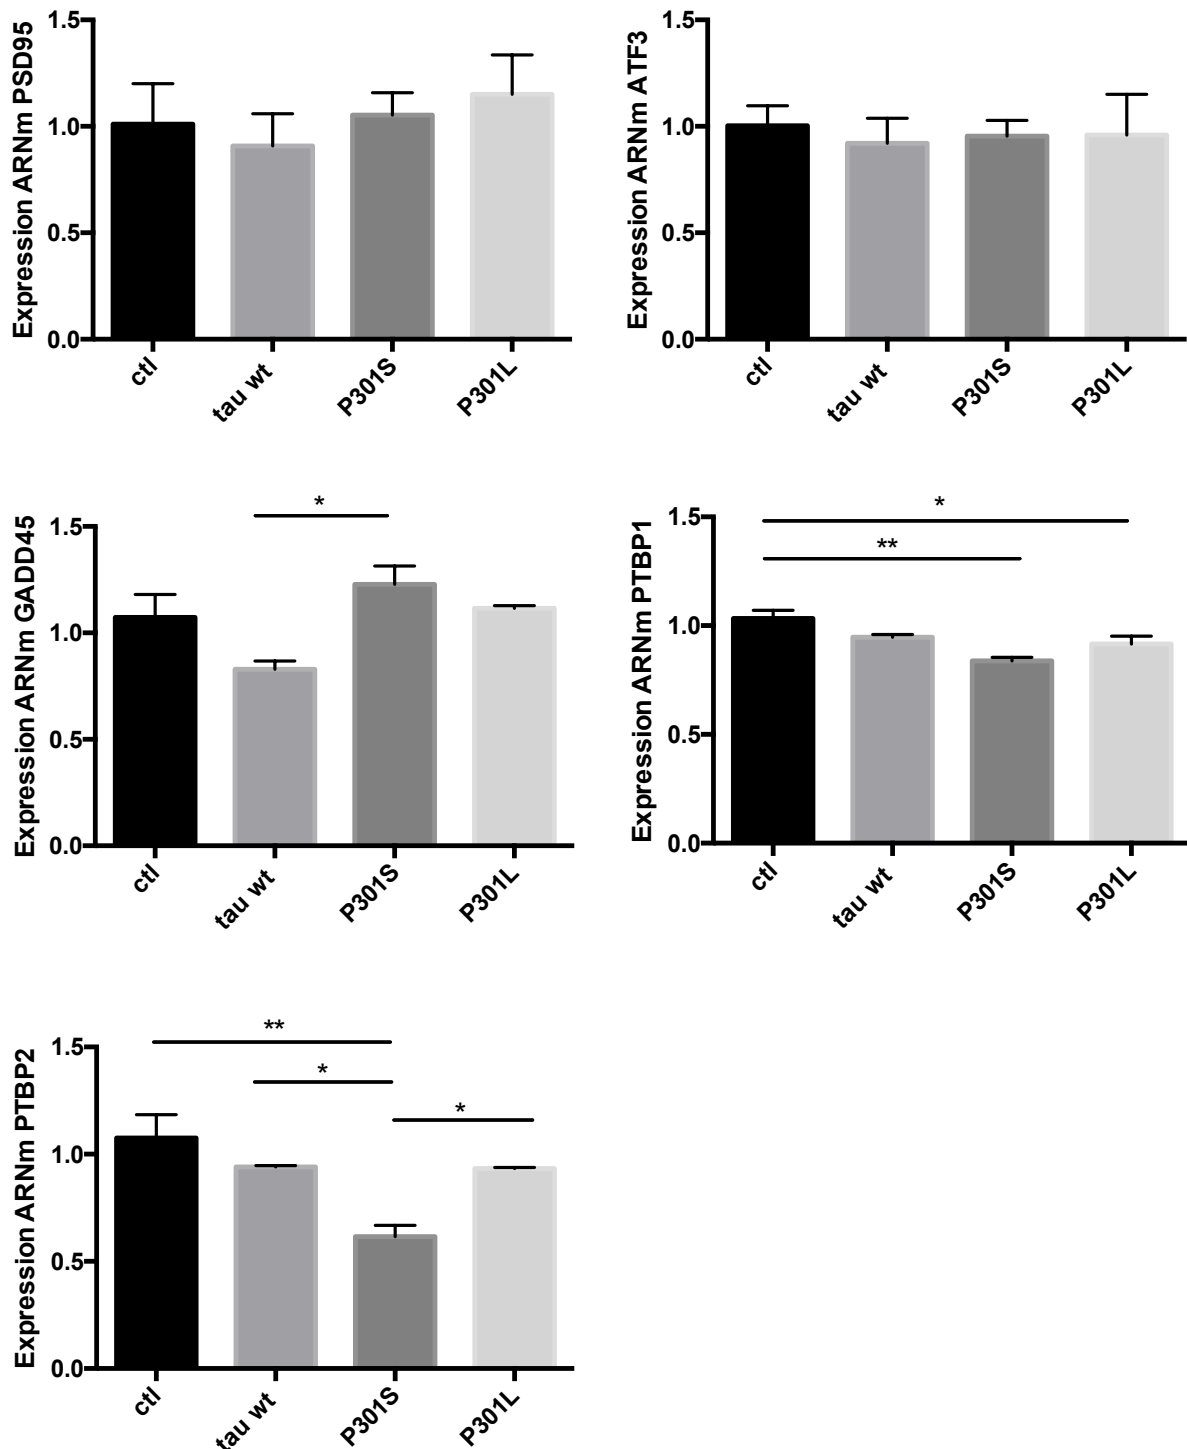 Expression ARNm PSD95
1.5
1.0
0.5
0.0
ctl
tau wt
P301S
P301L
Expression ARNm ATF3
1.5
1.0
0.5
0.0
ctl
tau wt
P301S
P301L
Expression ARNm GADD45
1.5
1.0
0.5
0.0
*
ctl
tau wt
P301S
P301L
Expression ARNm PTBP1
1.5
1.0
0.5
0.0
*
**
ctl
tau wt
P301S
P301L
Expression ARNm PTBP2
1.5
1.0
0.5
0.0
**
*
*
ctl
tau wt
P301S
P301L